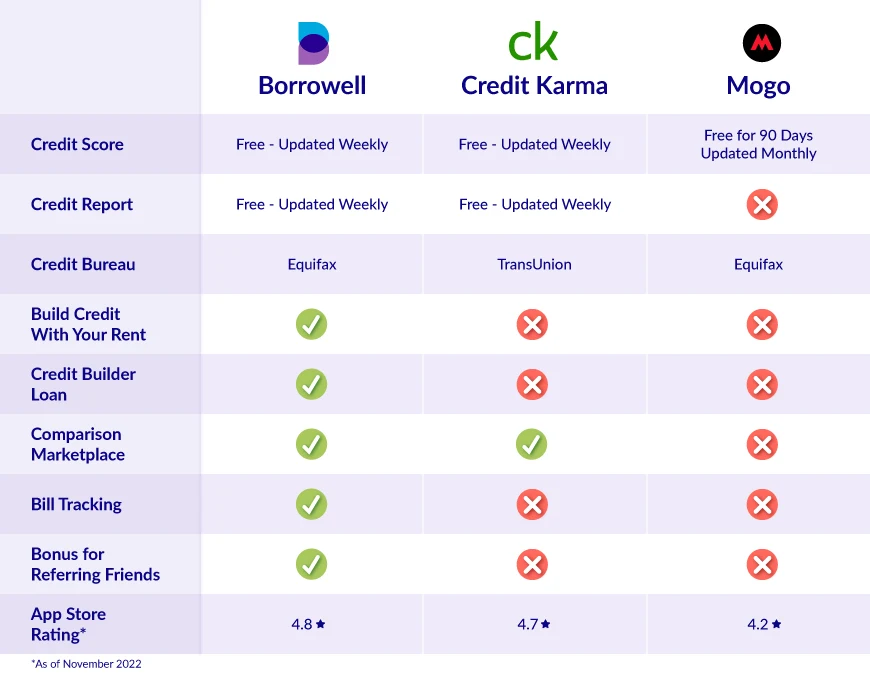 ck
Borrowell
Credit Karma
Mogo
Credit Score
Free - Updated Weekly
Free - Updated Weekly
Free for 90 Days
Updated Monthly
Credit Report
Free - Updated Weekly
Free - Updated Weekly
Credit Bureau
Equifax
TransUnion
Equifax
Build Credit
With Your Rent
Credit Builder
Loan
Comparison
Marketplace
Bill Tracking
Bonus for
Referring Friends
App Store
Rating*
4.8 ★
4.7 ★
4.2 ★
*As of November 2022